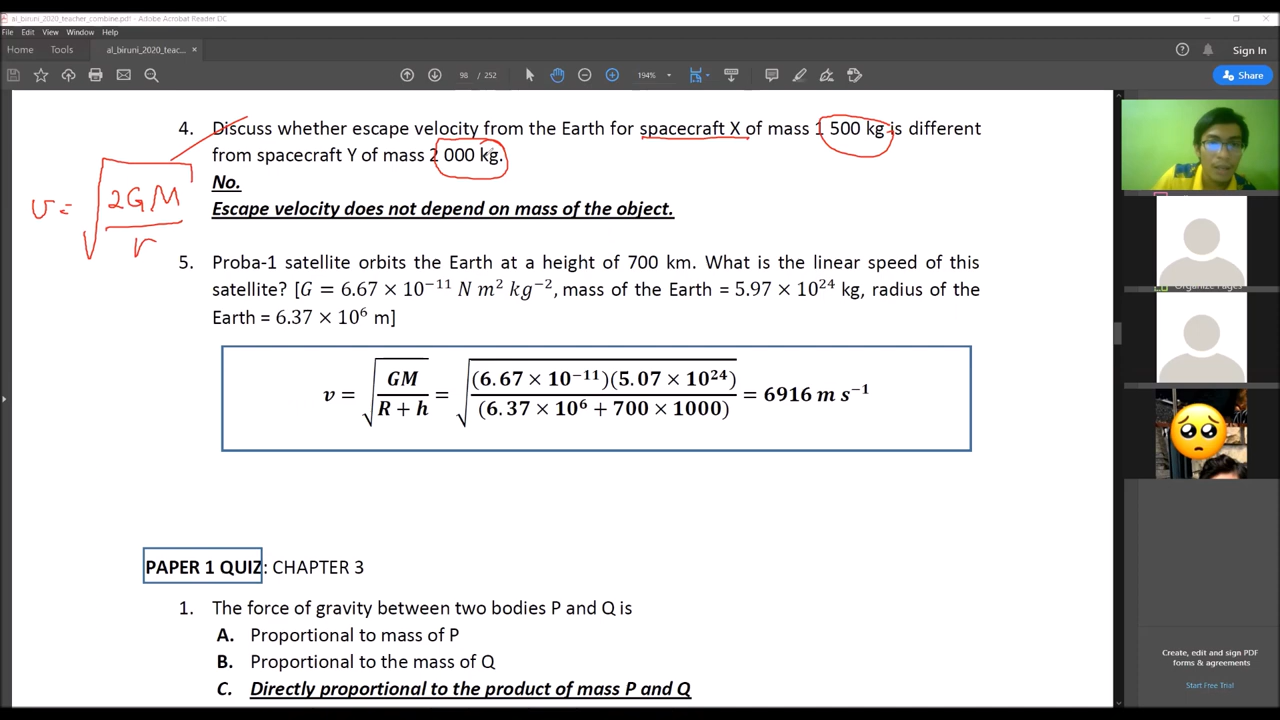 al_biruni_2020_teacher_combine.pdf - Adobe Acrobat Reader DC
File Edit View Window Help
Home Tools al_biruni_2020_teac... × Sign In
98 / 252 194% Share
4. Discuss whether escape velocity from the Earth for spacecraft X of mass 1 500 kg is different
from spacecraft Y of mass 2 000 kg.
No.
Escape velocity does not depend on mass of the object.
v = √(2GM / r)
5. Proba-1 satellite orbits the Earth at a height of 700 km. What is the linear speed of this
satellite? [G = 6.67 × 10⁻¹¹ N m² kg⁻², mass of the Earth = 5.97 × 10²⁴ kg, radius of the
Earth = 6.37 × 10⁶ m]
v = √(GM / R + h) = √((6.67 × 10⁻¹¹)(5.07 × 10²⁴) / (6.37 × 10⁶ + 700 × 1000)) = 6916 m s⁻¹
PAPER 1 QUIZ: CHAPTER 3
1. The force of gravity between two bodies P and Q is
A. Proportional to mass of P
B. Proportional to the mass of Q
C. Directly proportional to the product of mass P and Q
Organize Pages
Create, edit and sign PDF
forms & agreements
Start Free Trial